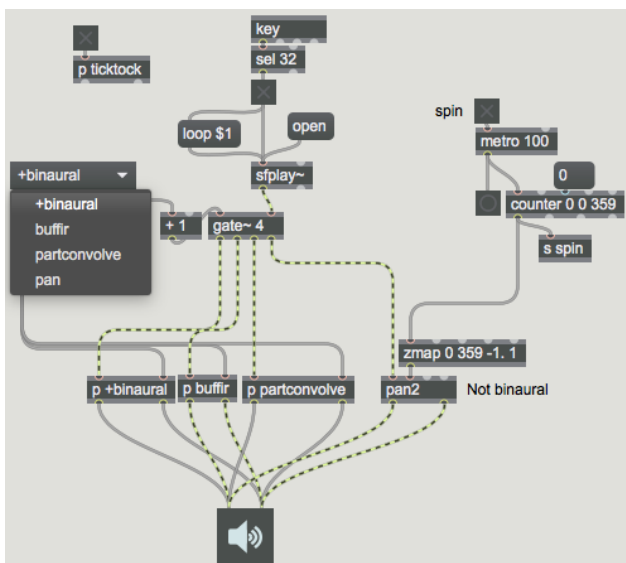 key
p ticktock
sel 32
loop $1
open
spin
metro 100
+binaural
sfplay~
0
+binaural
buffir
partconvolve
pan
+ 1
gate~ 4
counter 0 0 359
s spin
zmap 0 359 -1. 1
p +binaural
p buffir
p partconvolve
pan2
Not binaural